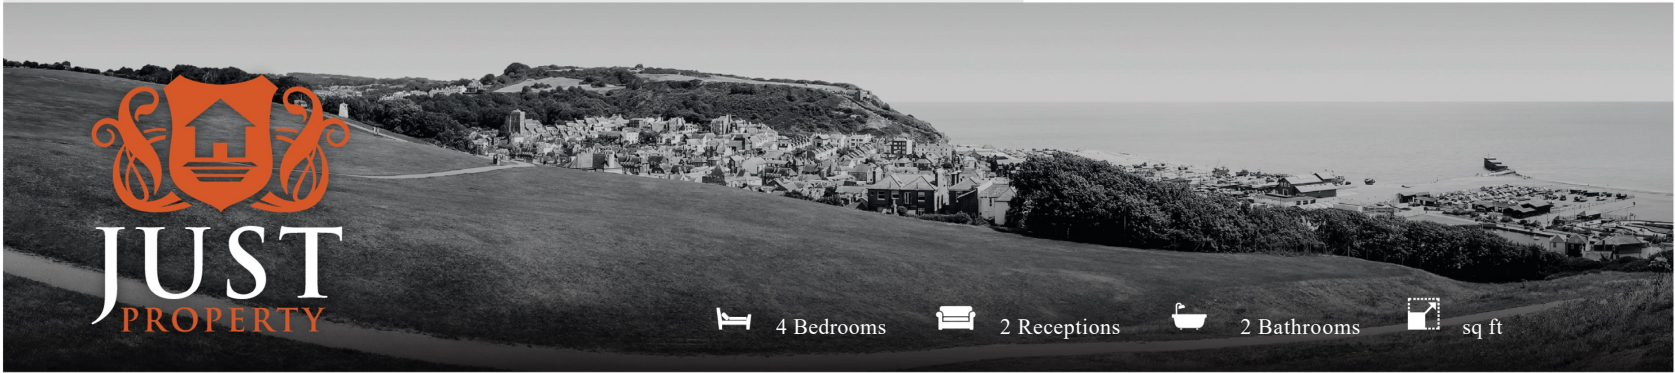 JUST
PROPERTY
4 Bedrooms
2 Receptions
2 Bathrooms
sq ft